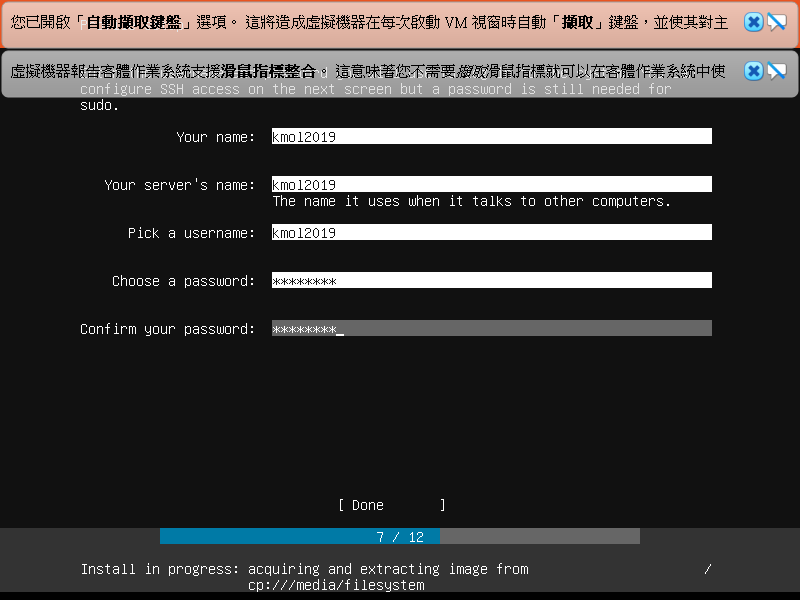 您已開啟「自動擷取鍵盤」選項。 這將造成虛擬機器在每次啟動 VM 視窗時自動「擷取」鍵盤，並使其對主
虛擬機器報告客體作業系統支援滑鼠指標整合。 這意味著您不需要擷取滑鼠指標就可以在客體作業系統中使
configure SSH access on the next screen but a password is still needed for
sudo.
Your name: kmol2019
Your server's name: kmol2019
The name it uses when it talks to other computers.
Pick a username: kmol2019
Choose a password: ********
Confirm your password: ********_
[ Done ]
7 / 12
Install in progress: acquiring and extracting image from /
cp:///media/filesystem